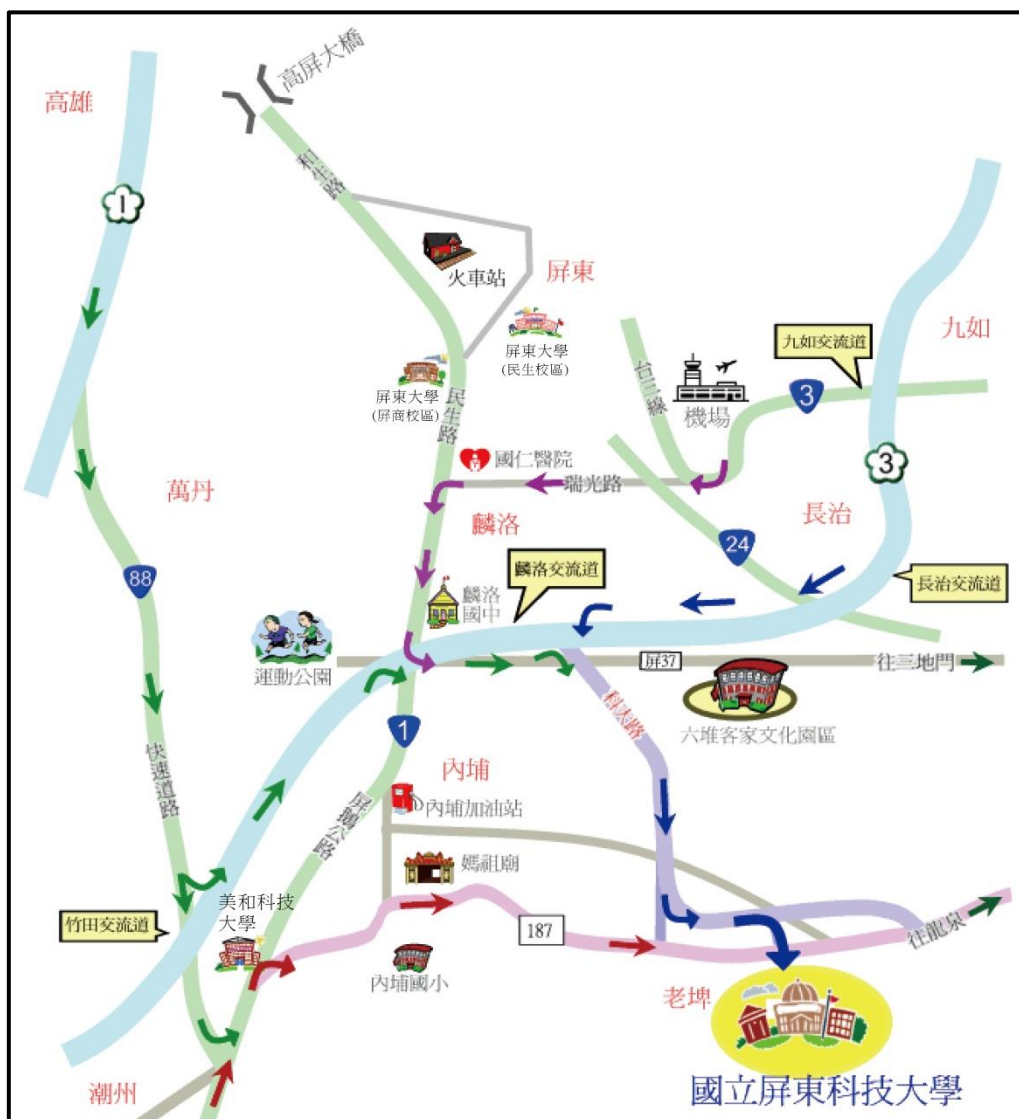 高雄
高屏大橋
1
和生路
火車站
屏東
屏東大學
(民生校區)
屏東大學
(屏商校區)
民生路
台三線
機場
九如交流道
九如
3
3
國仁醫院
瑞光路
萬丹
麟洛
長治
24
88
麟洛
國中
麟洛交流道
長治交流道
運動公園
屏37
往三地門
科大路
六堆客家文化園區
1
快速道路
屏鵝公路
內埔
內埔加油站
媽祖廟
美和科技
大學
竹田交流道
187
往龍泉
內埔國小
老埤
潮州
國立屏東科技大學